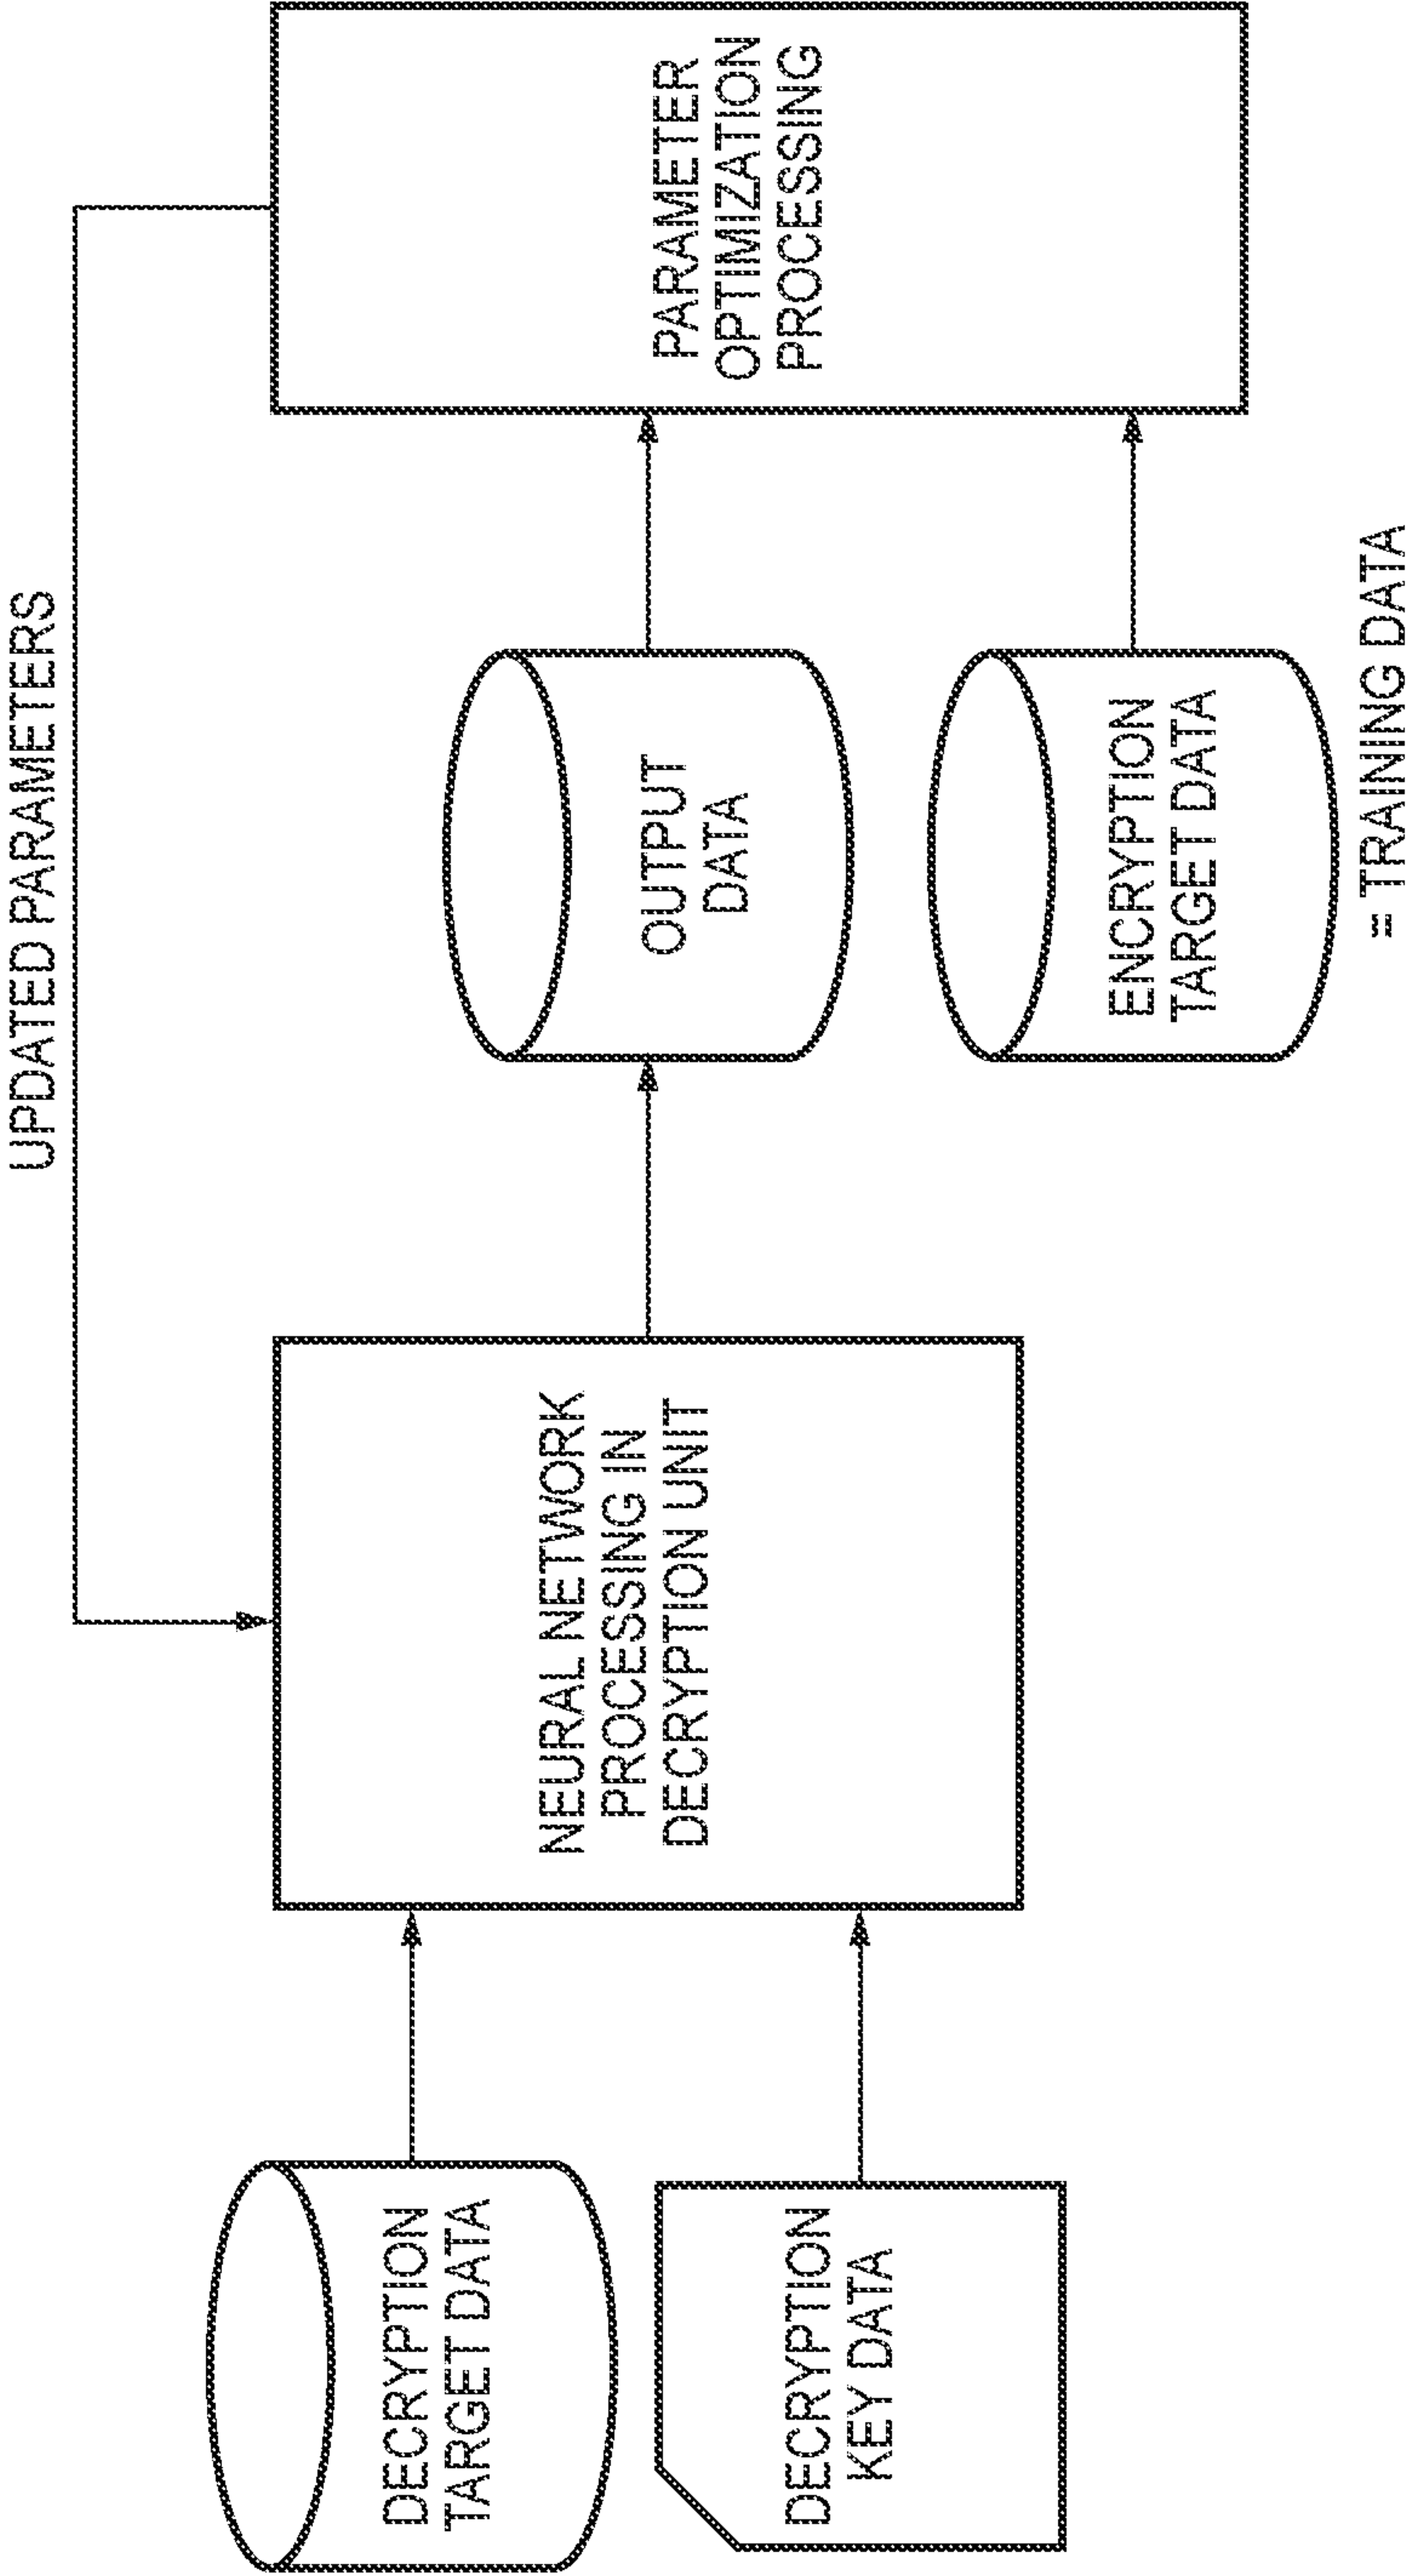 UPDATED PARAMETERS
DECRYPTION
TARGET DATA
DECRYPTION
KEY DATA
NEURAL NETWORK
PROCESSING IN
DECRYPTION UNIT
OUTPUT
DATA
ENCRYPTION
TARGET DATA
= TRAINING DATA
PARAMETER
OPTIMIZATION
PROCESSING